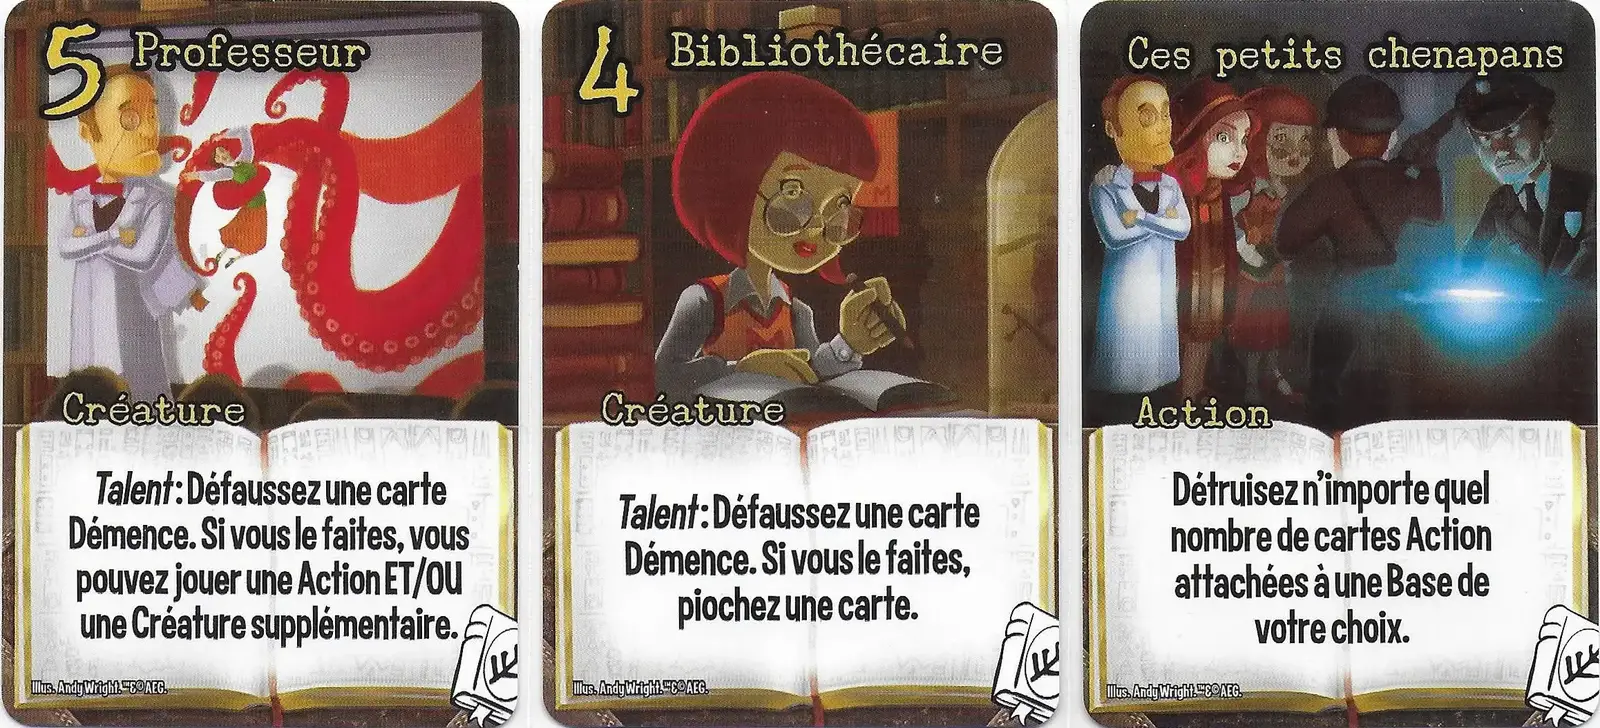 5 Professeur
Créature
Talent: Défaussez une carte
Démence. Si vous le faites, vous
pouvez jouer une Action ET/OU
une Créature supplémentaire.
Illus. Andy Wright.™&© AEG.
4 Bibliothécaire
Créature
Talent: Défaussez une carte
Démence. Si vous le faites,
piochez une carte.
Illus. Andy Wright.™&© AEG.
Ces petits chenapans
Action
Détruisez n'importe quel
nombre de cartes Action
attachées à une Base de
votre choix.
Illus. Andy Wright.™&© AEG.